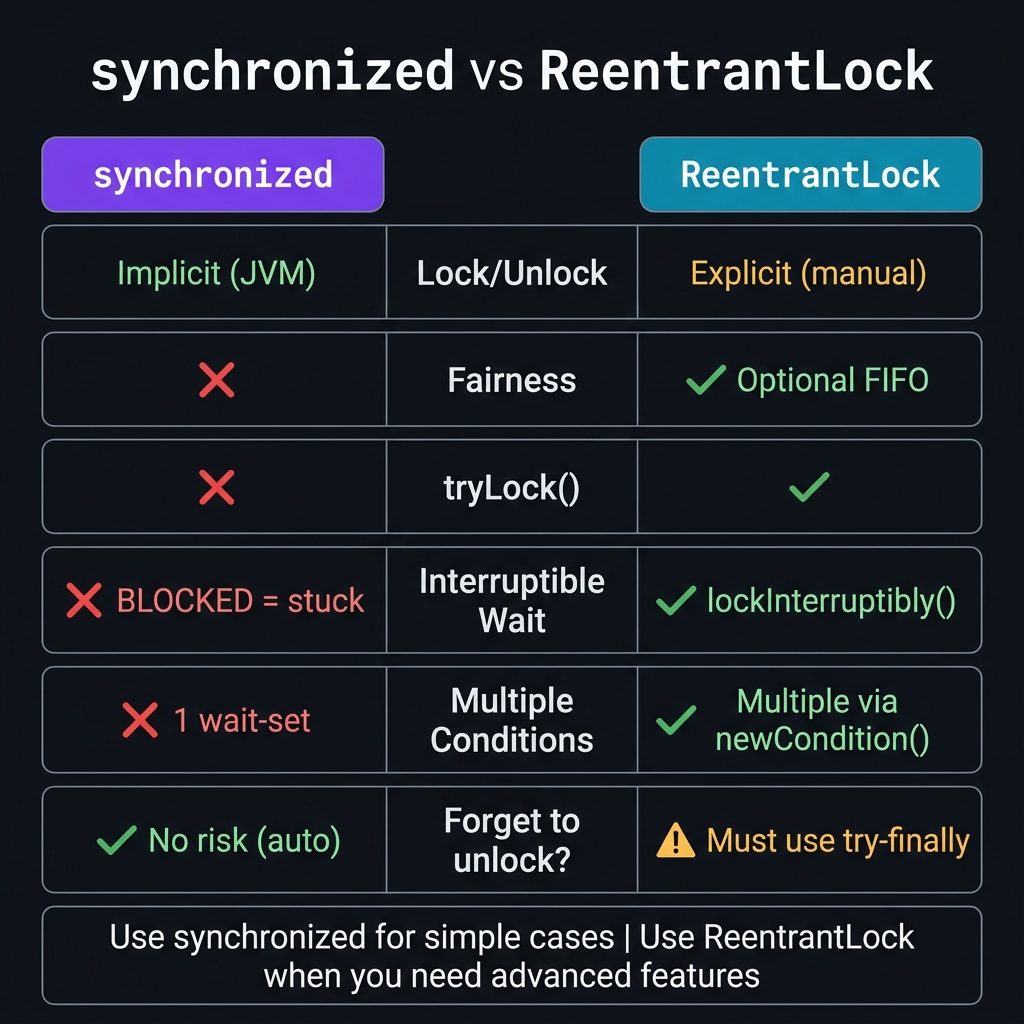 synchronized vs ReentrantLock
synchronized
ReentrantLock
Implicit (JVM)
Lock/Unlock
Explicit (manual)
Fairness
Optional FIFO
tryLock()
BLOCKED = stuck
Interruptible
Wait
lockInterruptibly()
1 wait-set
Multiple
Conditions
Multiple via
newCondition()
No risk (auto)
Forget to
unlock?
Must use try-finally
Use synchronized for simple cases | Use ReentrantLock
when you need advanced features